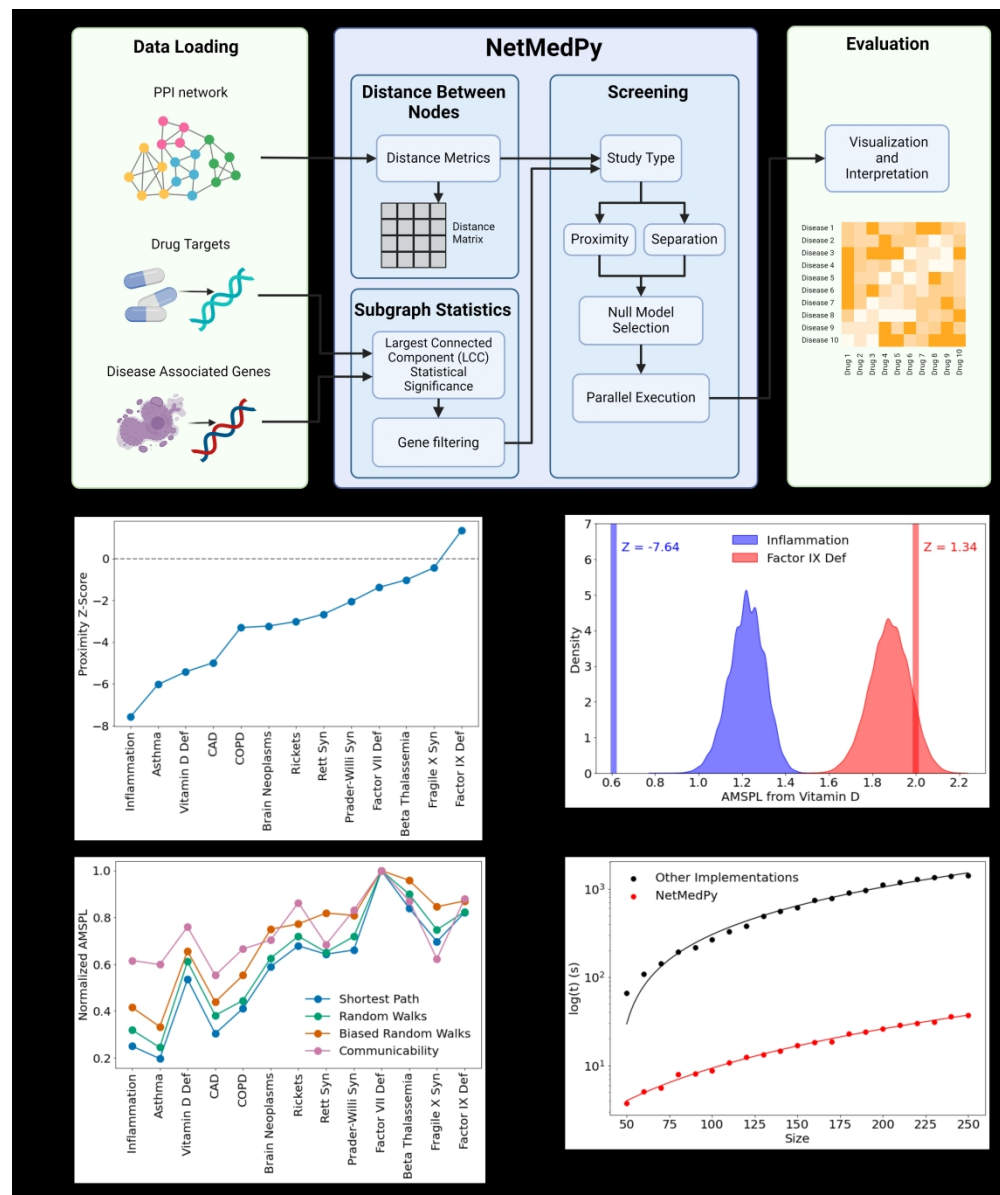 Data Loading
PPI network
Drug Targets
Disease Associated Genes
NetMedPy
Distance Between
Nodes
Distance Metrics
Distance
Matrix
Subgraph Statistics
Largest Connected
Component (LCC)
Statistical
Significance
Gene filtering
Screening
Study Type
Proximity
Separation
Null Model
Selection
Parallel Execution
Evaluation
Visualization
and
Interpretation
Disease 1
Disease 2
Disease 3
Disease 4
Disease 5
Disease 6
Disease 7
Disease 8
Disease 9
Disease 10
Drug 1
Drug 2
Drug 3
Drug 4
Drug 5
Drug 6
Drug 7
Drug 8
Drug 9
Drug 10
Proximity Z-Score
0
−2
−4
−6
−8
Inflammation
Asthma
Vitamin D Def
CAD
COPD
Brain Neoplasms
Rickets
Rett Syn
Prader-Willi Syn
Factor VII Def
Beta Thalassemia
Fragile X Syn
Factor IX Def
Density
7
6
5
4
3
2
1
0
Z = -7.64
Inflammation
Factor IX Def
Z = 1.34
0.6
0.8
1.0
1.2
1.4
1.6
1.8
2.0
2.2
AMSPL from Vitamin D
Normalized AMSPL
1.0
0.8
0.6
0.4
0.2
Shortest Path
Random Walks
Biased Random Walks
Communicability
Inflammation
Asthma
Vitamin D Def
CAD
COPD
Brain Neoplasms
Rickets
Rett Syn
Prader-Willi Syn
Factor VII Def
Beta Thalassemia
Fragile X Syn
Factor IX Def
log(t) (s)
10³
10²
10¹
Other Implementations
NetMedPy
50
75
100
125
150
175
200
225
250
Size